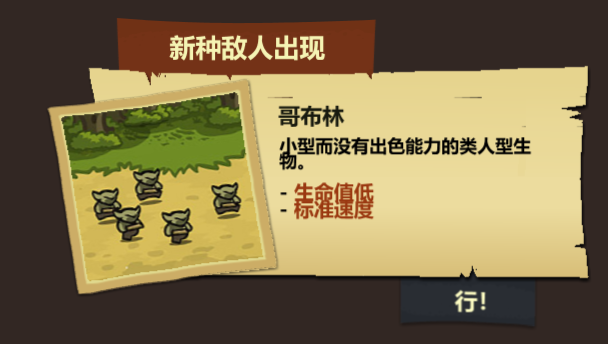 新种敌人出现
哥布林
小型而没有出色能力的类人型生
物。
- 生命值低
- 标准速度
行!